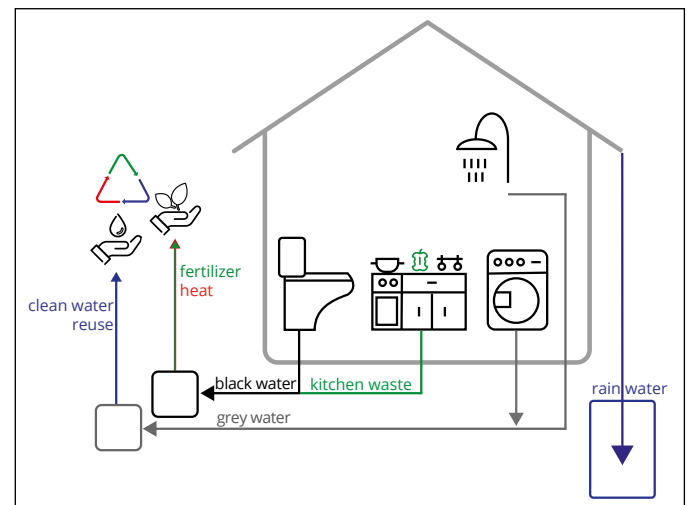 fertilizer
heat
clean water
reuse
black water
kitchen waste
grey water
rain water